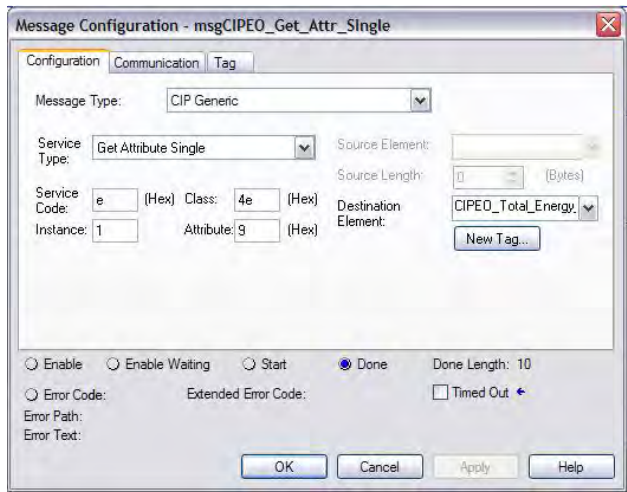 Message Configuration - msgCIPEO_Get_Attr_Single
Configuration Communication Tag
Message Type: CIP Generic
Service Type: Get Attribute Single Source Element:
Source Length: 0 (Bytes)
Service Code: e (Hex) Class: 4e (Hex) Destination Element: CIPEO_Total_Energy_
Instance: 1 Attribute: 9 (Hex) New Tag...
Enable Enable Waiting Start Done Done Length: 10
Error Code: Extended Error Code: Timed Out
Error Path:
Error Text:
OK Cancel Apply Help